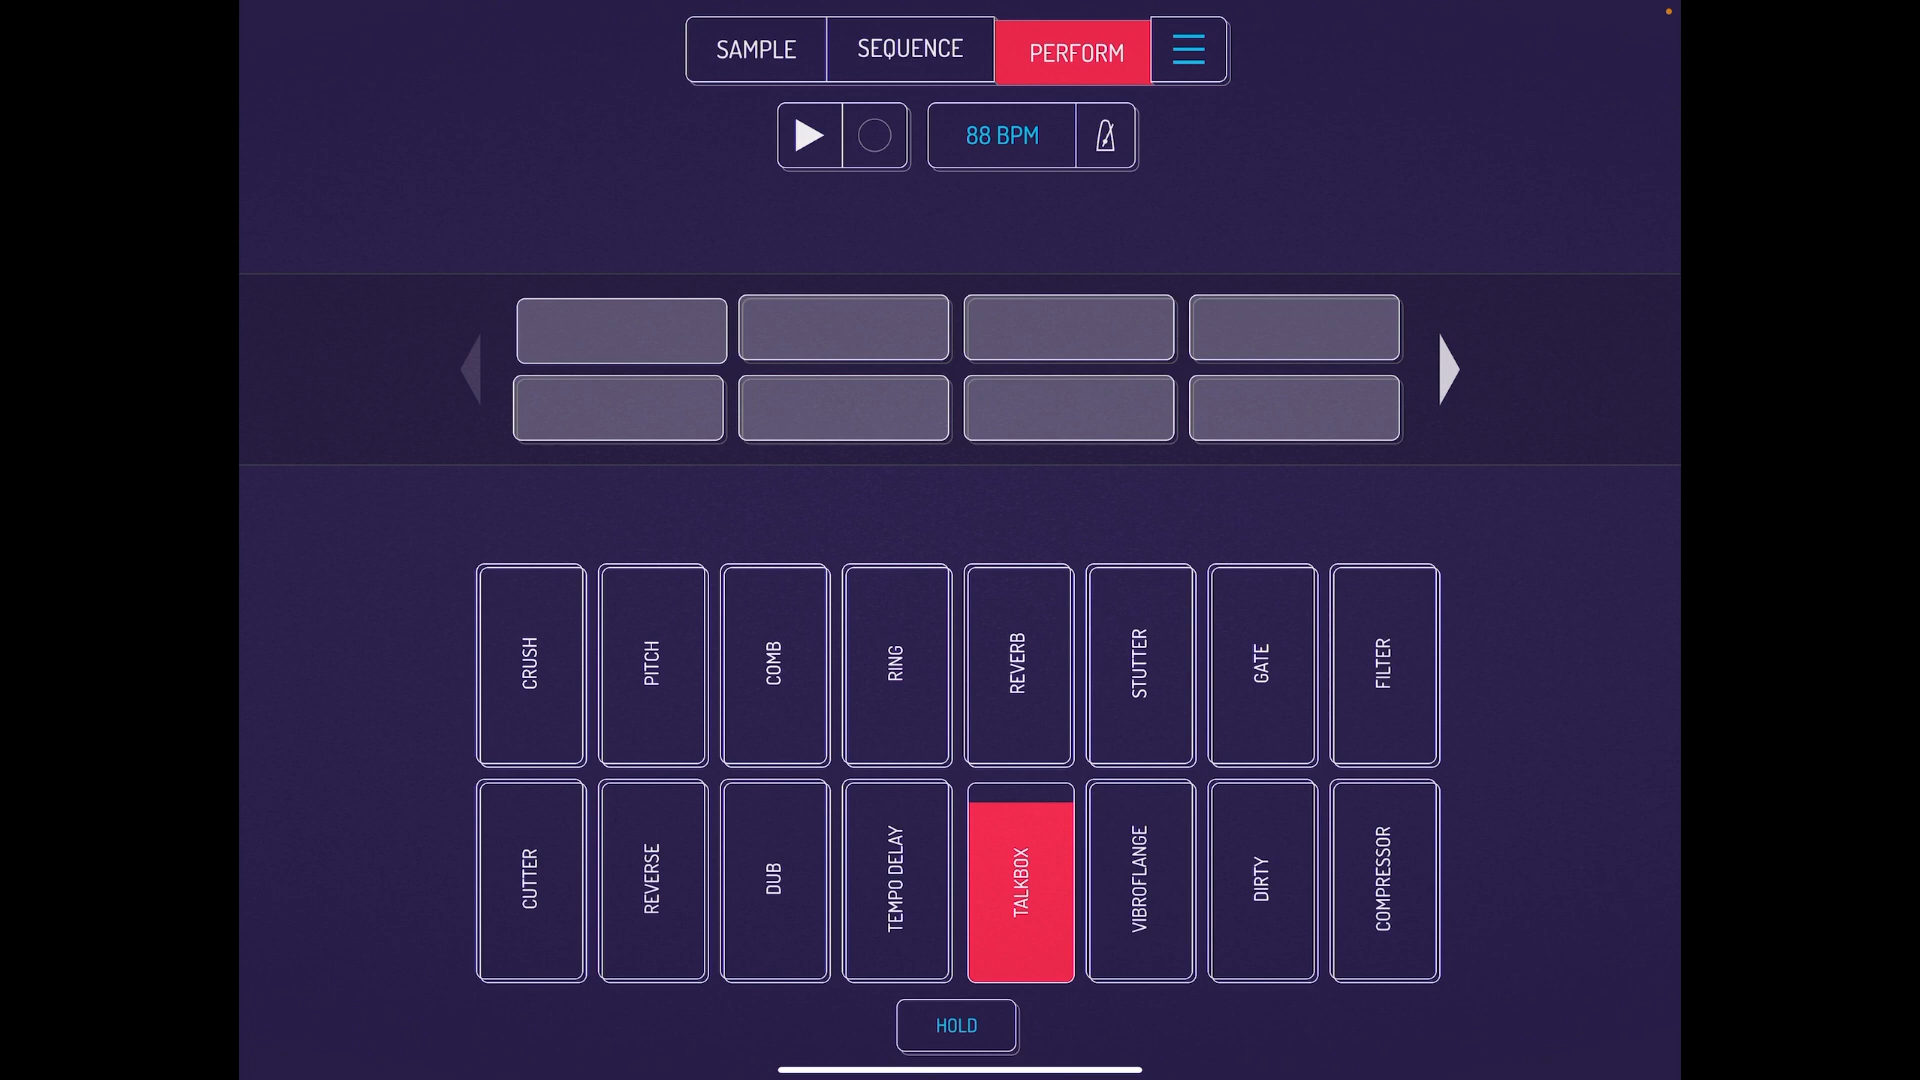 SAMPLE SEQUENCE PERFORM
88 BPM
CRUSH PITCH COMB RING REVERB STUTTER GATE FILTER
CUTTER REVERSE DUB TEMPO DELAY TALKBOX VIBROFLANGE DIRTY COMPRESSOR
HOLD